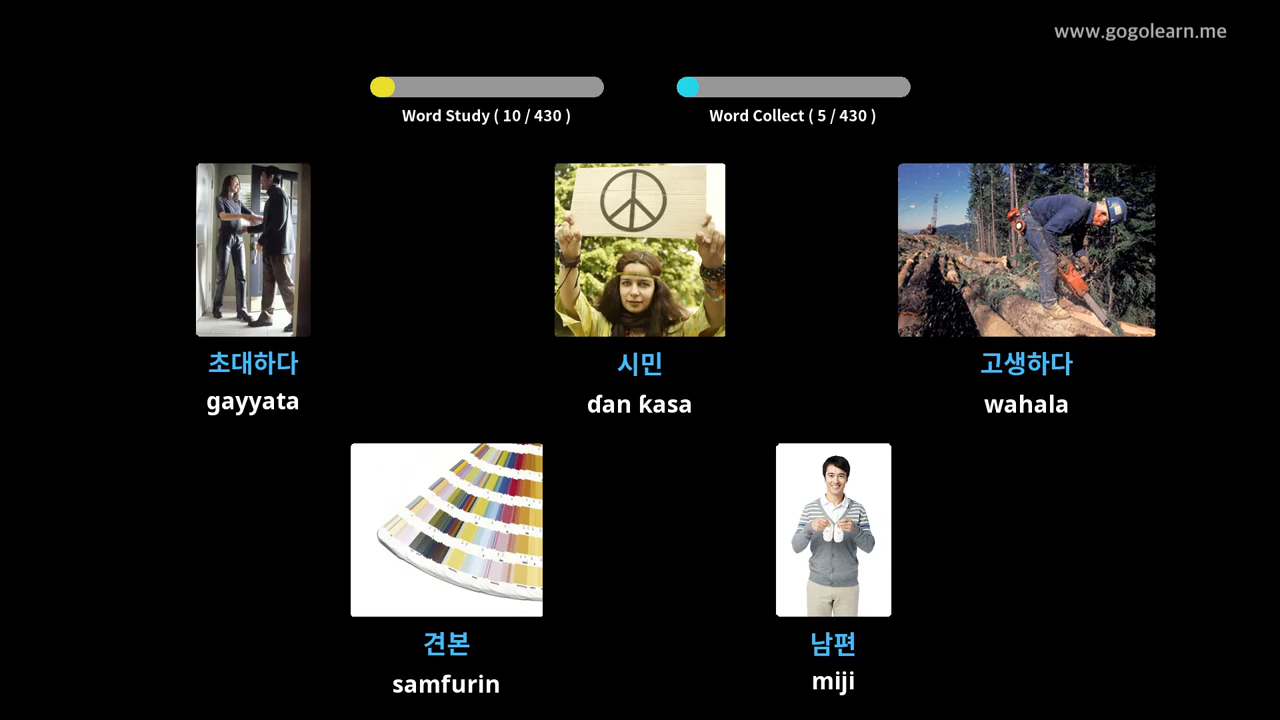 www.gogolearn.me
Word Study ( 10 / 430 )
Word Collect ( 5 / 430 )
초대하다
gayyata
시민
ɗan ƙasa
고생하다
wahala
견본
samfurin
남편
miji